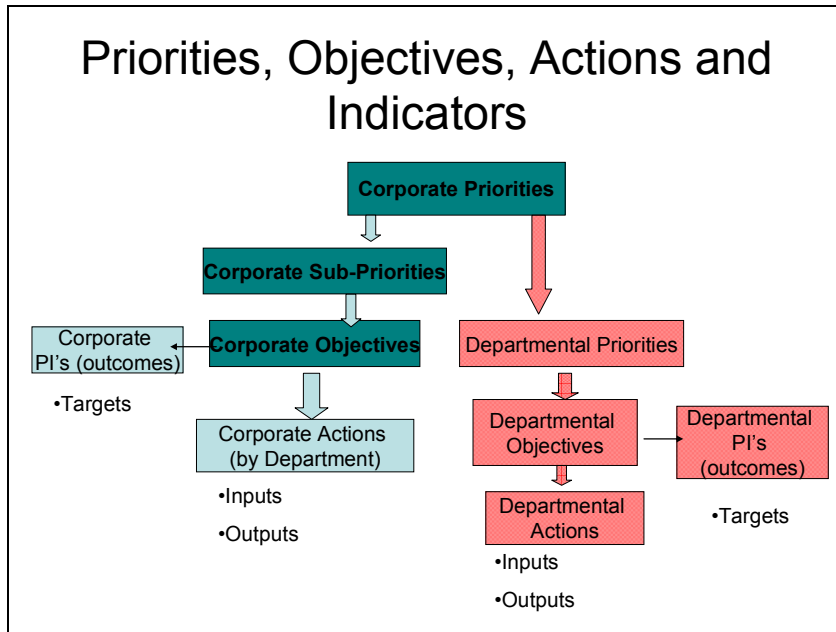 Priorities, Objectives, Actions and
Indicators
Corporate Priorities
Corporate Sub-Priorities
Corporate Objectives
Corporate
PI's (outcomes)
•Targets
Corporate Actions
(by Department)
•Inputs
•Outputs
Departmental Priorities
Departmental
Objectives
Departmental
PI's
(outcomes)
•Targets
Departmental
Actions
•Inputs
•Outputs